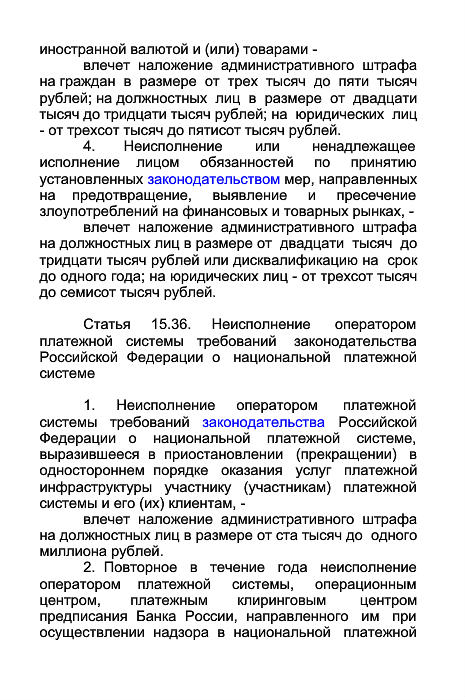 иностранной валютой и (или) товарами -
влечет наложение административного штрафа
на граждан в размере от трех тысяч до пяти тысяч
рублей; на должностных лиц в размере от двадцати
тысяч до тридцати тысяч рублей; на юридических лиц
- от трехсот тысяч до пятисот тысяч рублей.
4. Неисполнение или ненадлежащее
исполнение лицом обязанностей по принятию
установленных законодательством мер, направленных
на предотвращение, выявление и пресечение
злоупотреблений на финансовых и товарных рынках, -
влечет наложение административного штрафа
на должностных лиц в размере от двадцати тысяч до
тридцати тысяч рублей или дисквалификацию на срок
до одного года; на юридических лиц - от трехсот тысяч
до семисот тысяч рублей.
Статья 15.36. Неисполнение оператором
платежной системы требований законодательства
Российской Федерации о национальной платежной
системе
1. Неисполнение оператором платежной
системы требований законодательства Российской
Федерации о национальной платежной системе,
выразившееся в приостановлении (прекращении) в
одностороннем порядке оказания услуг платежной
инфраструктуры участнику (участникам) платежной
системы и его (их) клиентам, -
влечет наложение административного штрафа
на должностных лиц в размере от ста тысяч до одного
миллиона рублей.
2. Повторное в течение года неисполнение
оператором платежной системы, операционным
центром, платежным клиринговым центром
предписания Банка России, направленного им при
осуществлении надзора в национальной платежной